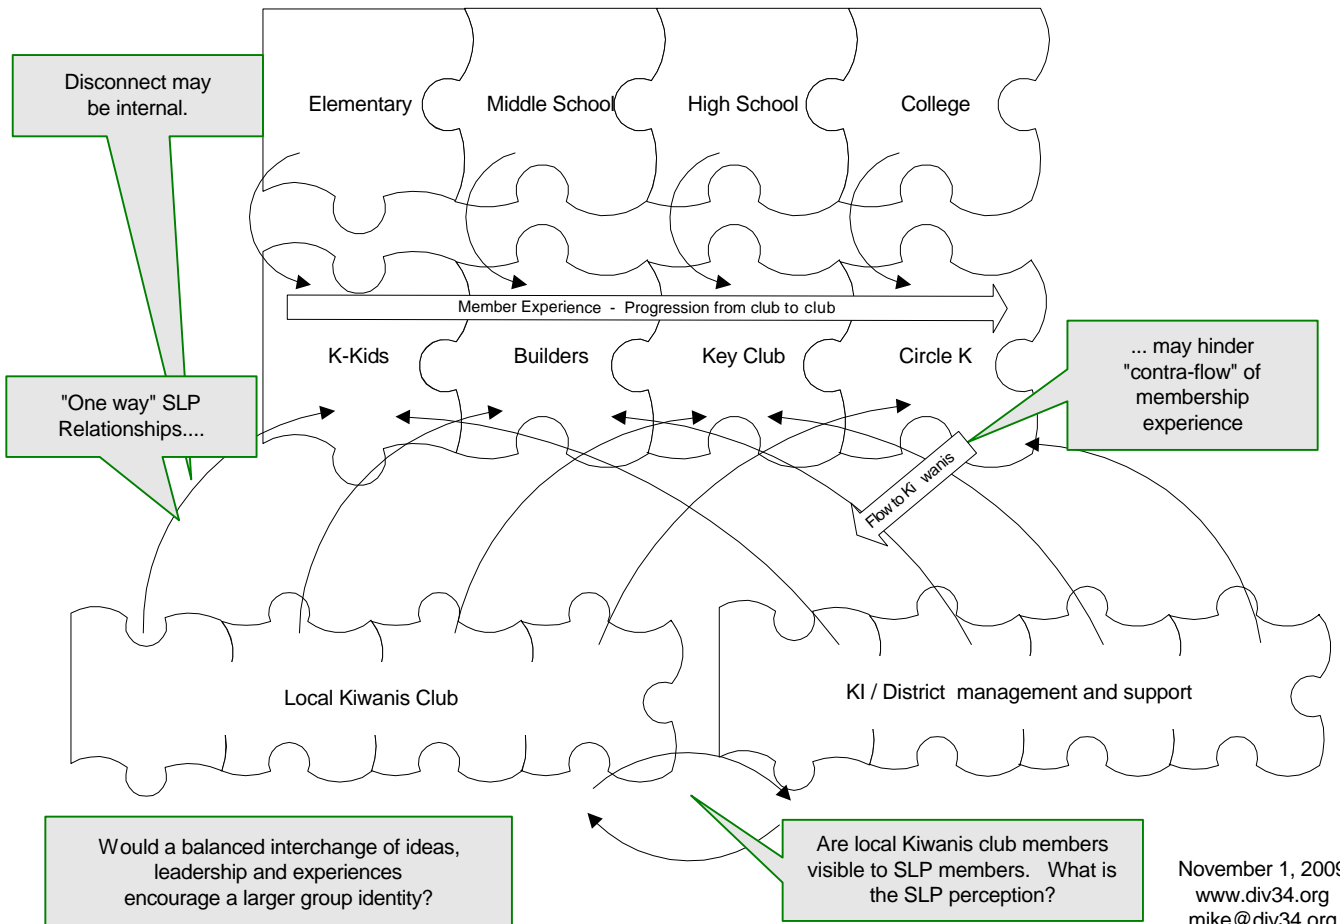 Disconnect may
be internal.
Elementary
Middle School
High School
College
Member Experience - Progression from club to club
K-Kids
Builders
Key Club
Circle K
... may hinder
"contra-flow" of
membership
experience
"One way" SLP
Relationships....
Flow to Ki wanis
Local Kiwanis Club
KI / District management and support
Would a balanced interchange of ideas,
leadership and experiences
encourage a larger group identity?
Are local Kiwanis club members
visible to SLP members. What is
the SLP perception?
November 1, 2009
www.div34.org
mike@div34.org